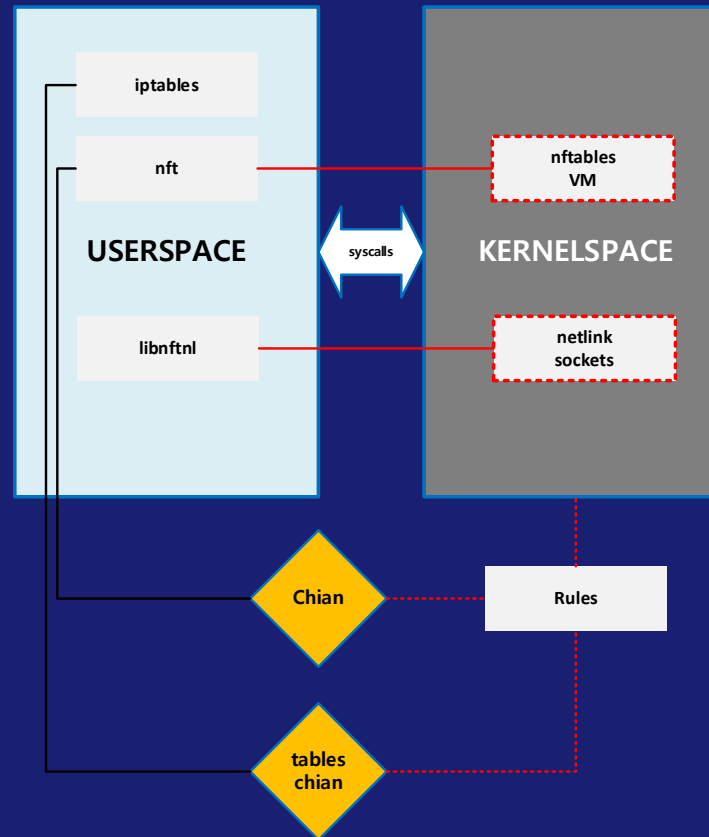 iptables
nft
nftables
VM
USERSPACE
syscalls
KERNELSPACE
libnftnl
netlink
sockets
Chian
Rules
tables
chian